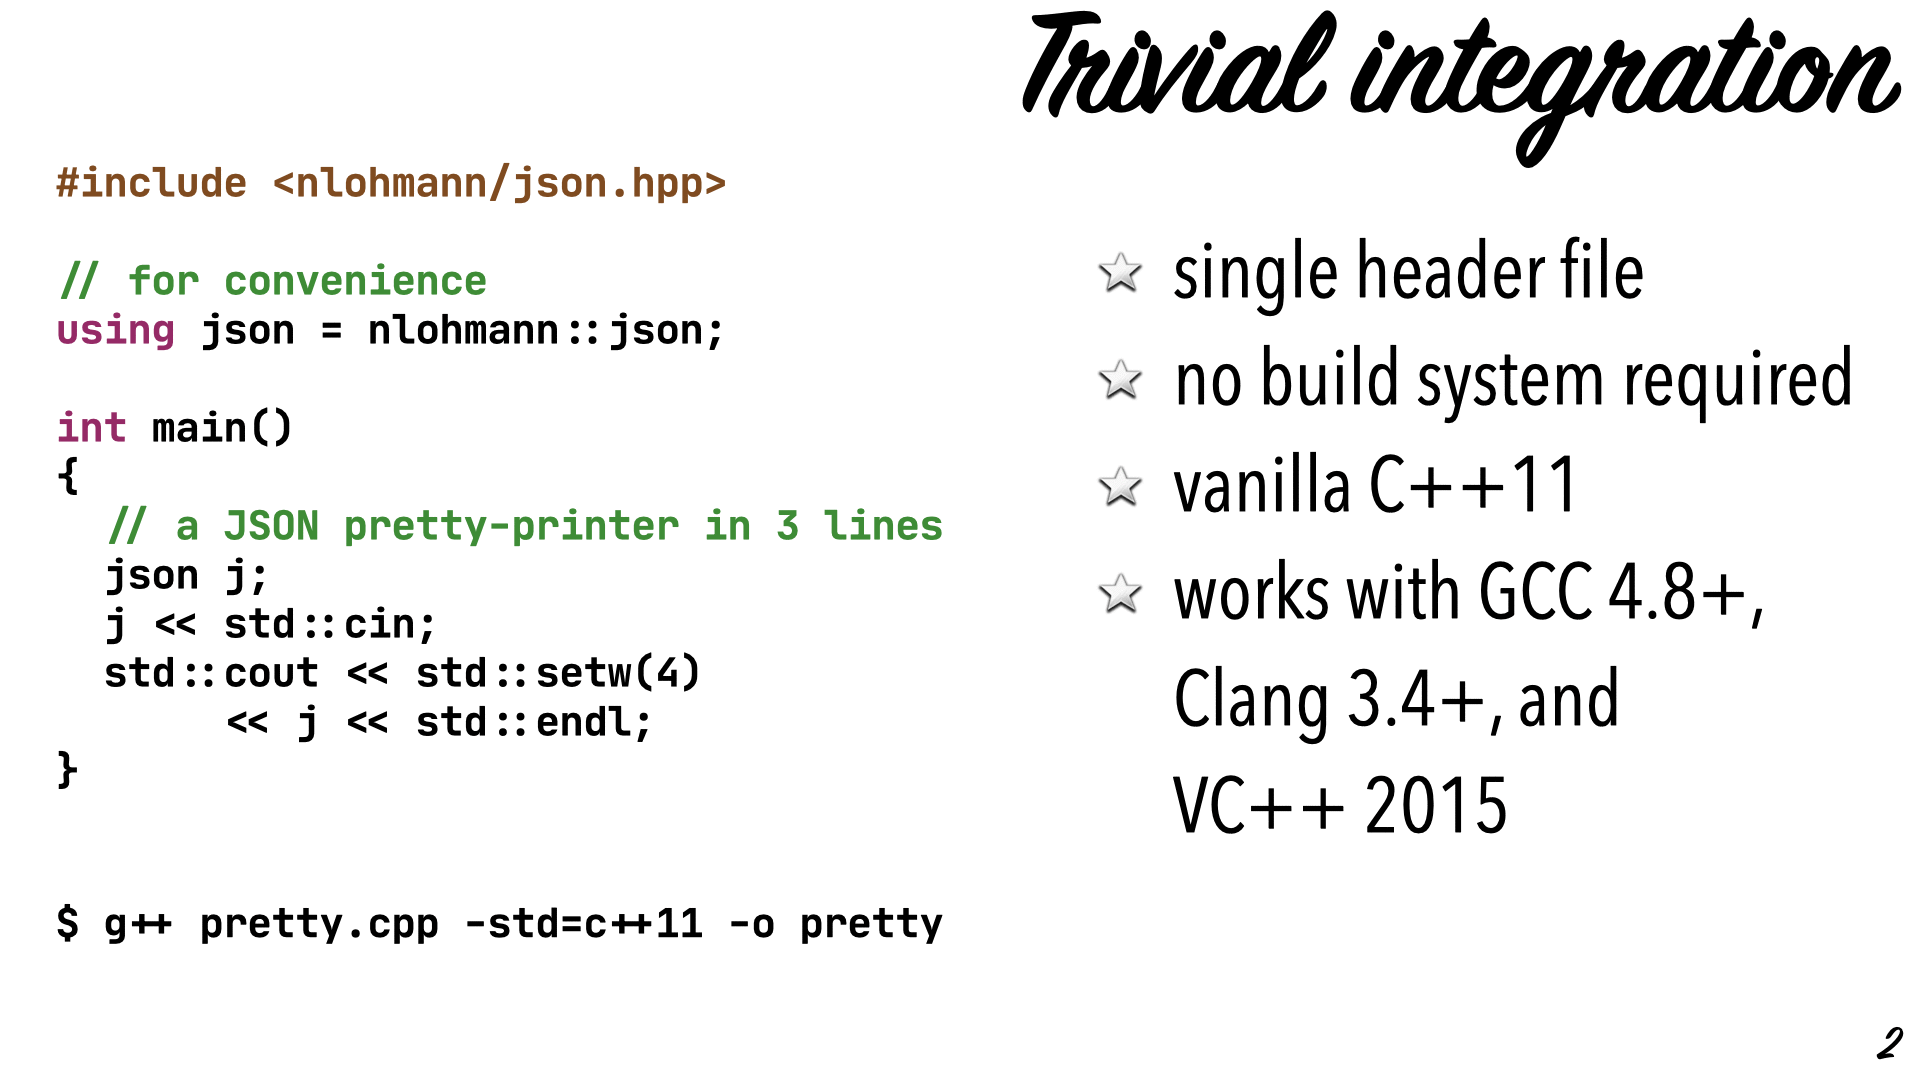 Trivial integration
#include <nlohmann/json.hpp>
// for convenience
using json = nlohmann::json;
int main()
{
  // a JSON pretty-printer in 3 lines
  json j;
  j << std::cin;
  std::cout << std::setw(4)
       << j << std::endl;
}
$ g++ pretty.cpp -std=c++11 -o pretty
single header file
no build system required
vanilla C++11
works with GCC 4.8+,
Clang 3.4+, and
VC++ 2015
2